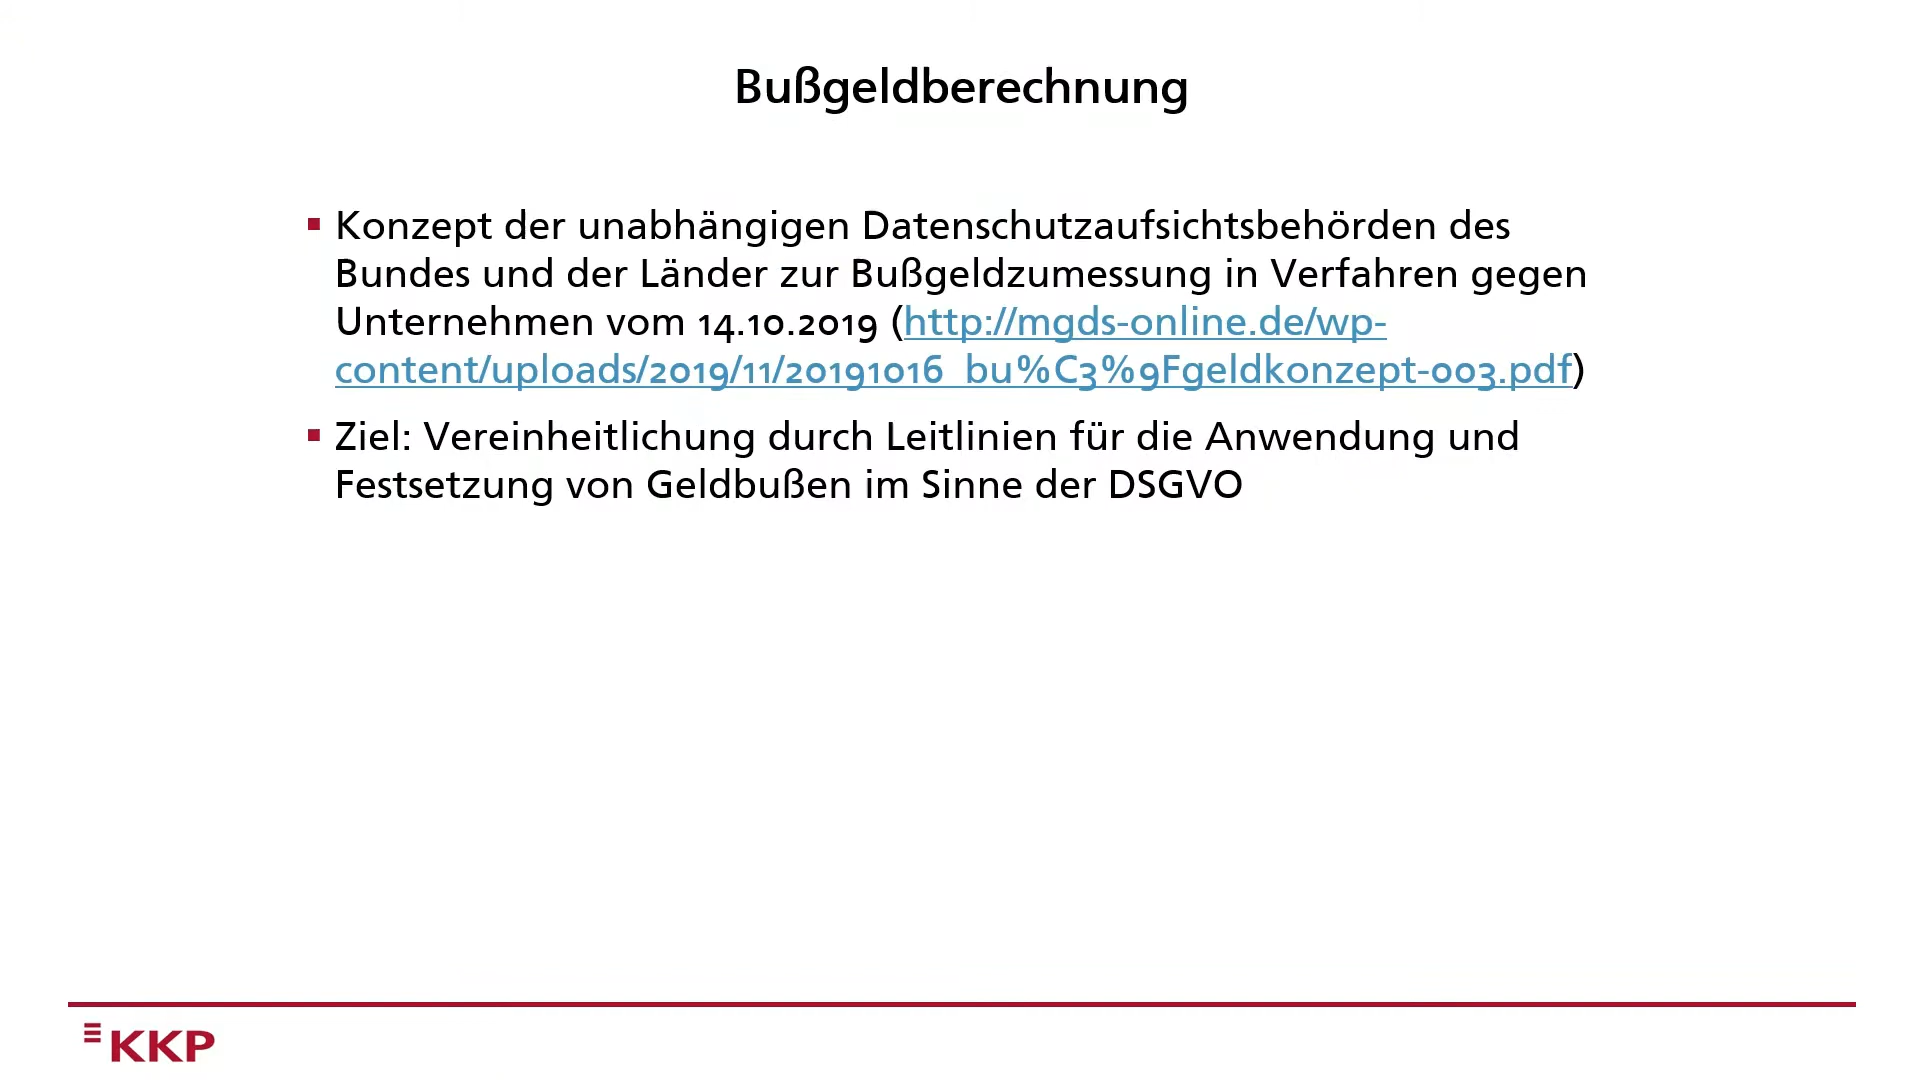 Bußgeldberechnung
Konzept der unabhängigen Datenschutzaufsichtsbehörden des
Bundes und der Länder zur Bußgeldzumessung in Verfahren gegen
Unternehmen vom 14.10.2019 (http://mgds-online.de/wp-
content/uploads/2019/11/20191016_bu%C3%9Fgeldkonzept-003.pdf)
Ziel: Vereinheitlichung durch Leitlinien für die Anwendung und
Festsetzung von Geldbußen im Sinne der DSGVO
KKP